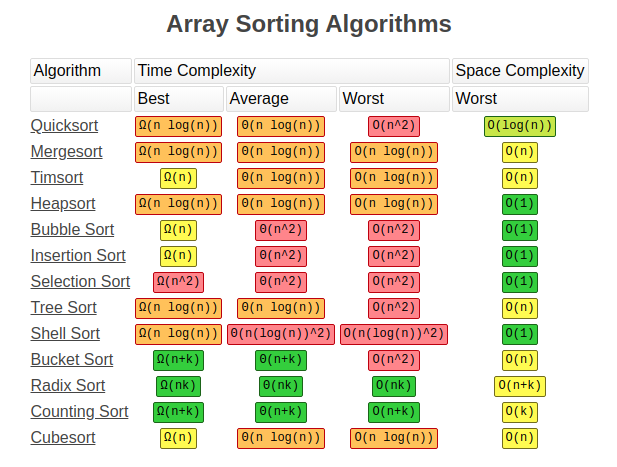 Array Sorting Algorithms
Algorithm Time Complexity Space Complexity
Best Average Worst Worst
Quicksort Ω(n log(n)) Θ(n log(n)) O(n^2) O(log(n))
Mergesort Ω(n log(n)) Θ(n log(n)) O(n log(n)) O(n)
Timsort Ω(n) Θ(n log(n)) O(n log(n)) O(n)
Heapsort Ω(n log(n)) Θ(n log(n)) O(n log(n)) O(1)
Bubble Sort Ω(n) Θ(n^2) O(n^2) O(1)
Insertion Sort Ω(n) Θ(n^2) O(n^2) O(1)
Selection Sort Ω(n^2) Θ(n^2) O(n^2) O(1)
Tree Sort Ω(n log(n)) Θ(n log(n)) O(n^2) O(n)
Shell Sort Ω(n log(n)) Θ(n(log(n))^2) O(n(log(n))^2) O(1)
Bucket Sort Ω(n+k) Θ(n+k) O(n^2) O(n)
Radix Sort Ω(nk) Θ(nk) O(nk) O(n+k)
Counting Sort Ω(n+k) Θ(n+k) O(n+k) O(k)
Cubesort Ω(n) Θ(n log(n)) O(n log(n)) O(n)